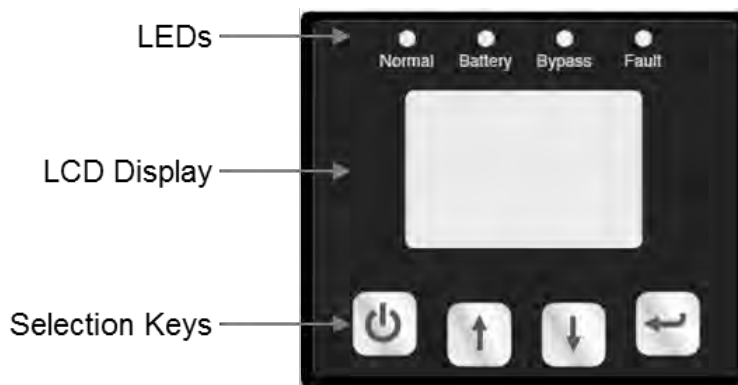 LEDs
Normal Battery Bypass Fault
LCD Display
Selection Keys